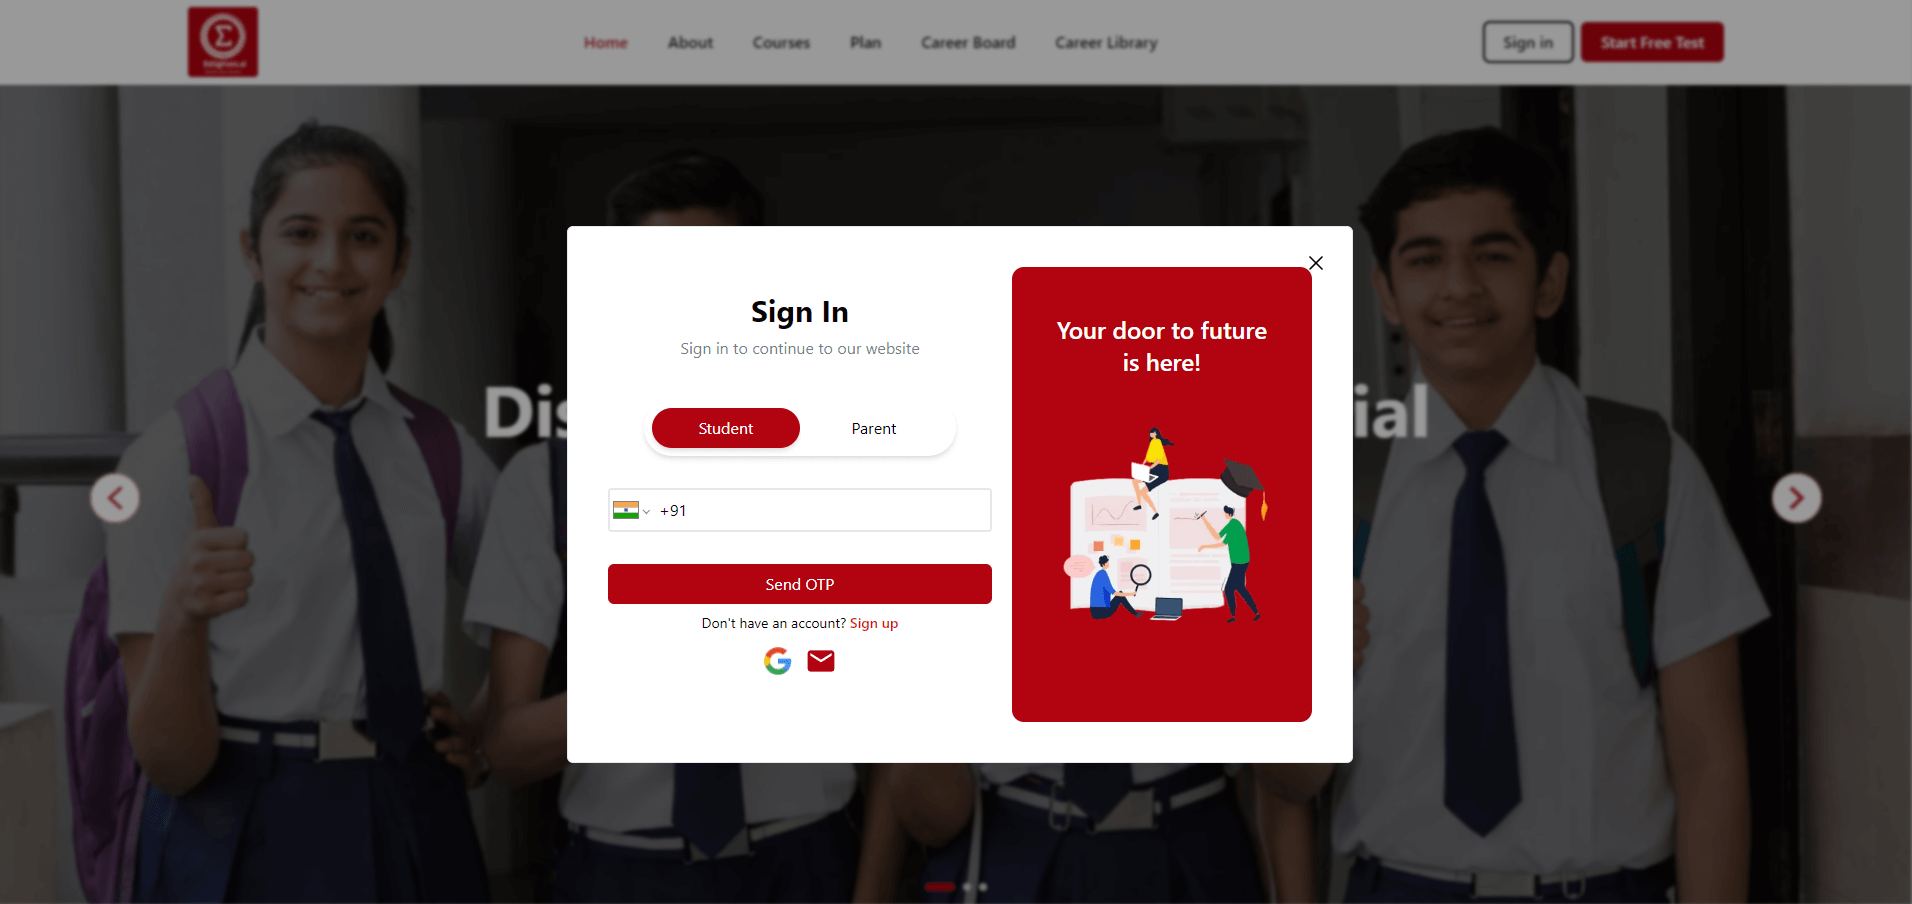 Home About Courses Plan Career Board Career Library Sign in Start Free Test
Sign In
Sign in to continue to our website
Student Parent
+91
Send OTP
Don't have an account? Sign up
Your door to future
is here!